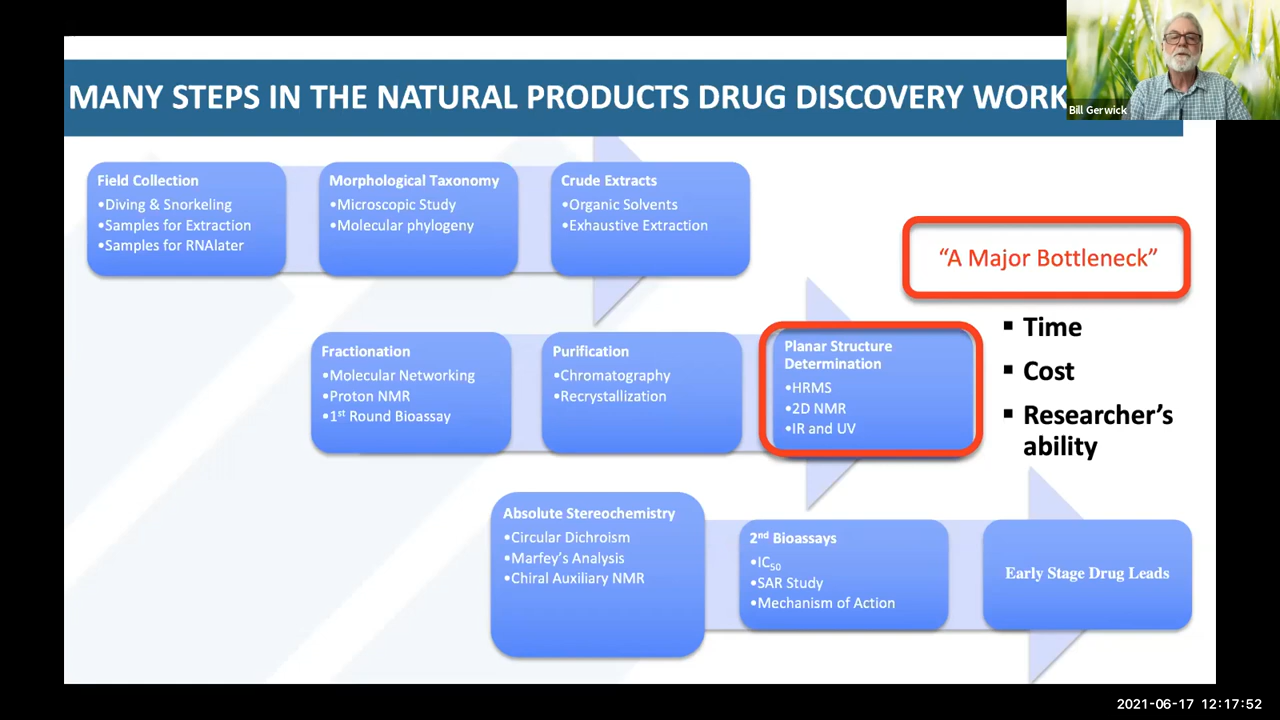 MANY STEPS IN THE NATURAL PRODUCTS DRUG DISCOVERY WORK
Bill Gerwick
Field Collection
•Diving & Snorkeling
•Samples for Extraction
•Samples for RNAlater
Morphological Taxonomy
•Microscopic Study
•Molecular phylogeny
Crude Extracts
•Organic Solvents
•Exhaustive Extraction
“A Major Bottleneck”
▪ Time
▪ Cost
▪ Researcher’s
ability
Fractionation
•Molecular Networking
•Proton NMR
•1st Round Bioassay
Purification
•Chromatography
•Recrystallization
Planar Structure
Determination
•HRMS
•2D NMR
•IR and UV
Absolute Stereochemistry
•Circular Dichroism
•Marfey’s Analysis
•Chiral Auxiliary NMR
2nd Bioassays
•IC50
•SAR Study
•Mechanism of Action
Early Stage Drug Leads
2021-06-17 12:17:52